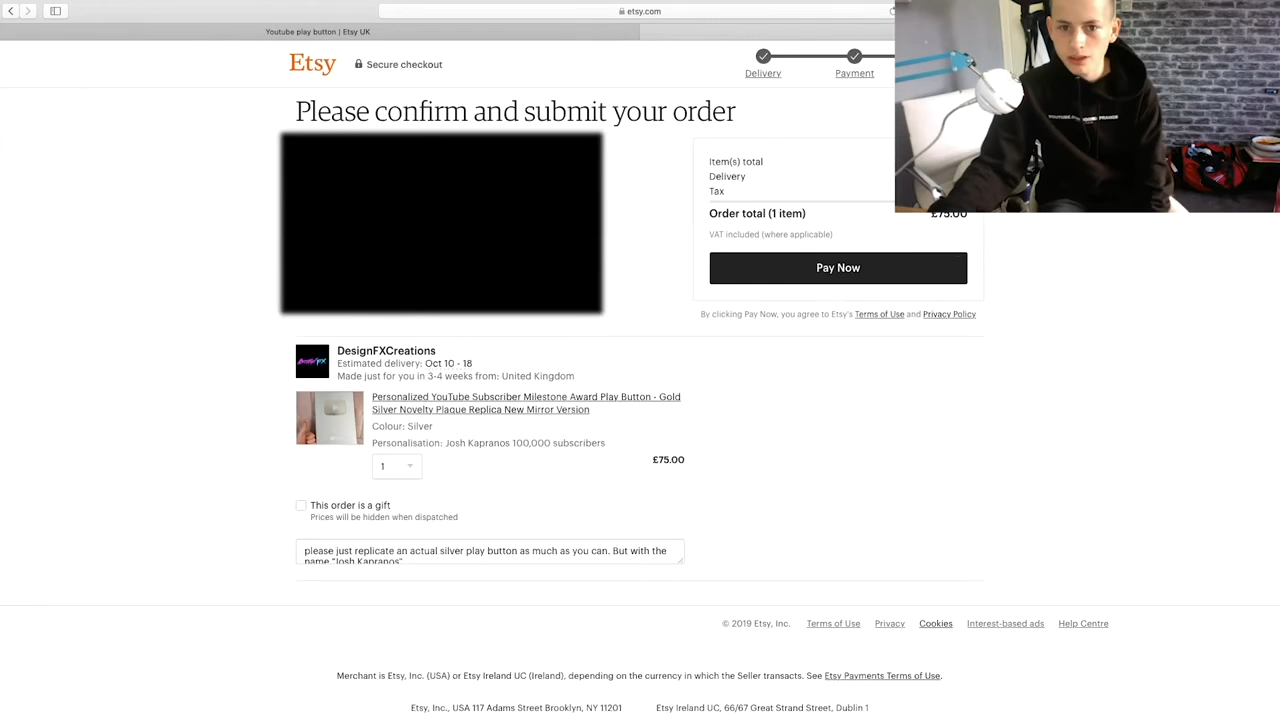 etsy.com
Youtube play button | Etsy UK
Etsy
Secure checkout
Delivery
Payment
Please confirm and submit your order
Item(s) total
Delivery
Tax
Order total (1 item) £75.00
VAT included (where applicable)
Pay Now
By clicking Pay Now, you agree to Etsy's Terms of Use and Privacy Policy
DesignFXCreations
Estimated delivery: Oct 10 - 18
Made just for you in 3-4 weeks from: United Kingdom
Personalized YouTube Subscriber Milestone Award Play Button - Gold
Silver Novelty Plaque Replica New Mirror Version
Colour: Silver
Personalisation: Josh Kapranos 100,000 subscribers
1
£75.00
This order is a gift
Prices will be hidden when dispatched
please just replicate an actual silver play button as much as you can. But with the
name "Josh Kapranos"
© 2019 Etsy, Inc. Terms of Use Privacy Cookies Interest-based ads Help Centre
Merchant is Etsy, Inc. (USA) or Etsy Ireland UC (Ireland), depending on the currency in which the Seller transacts. See Etsy Payments Terms of Use.
Etsy, Inc., USA 117 Adams Street Brooklyn, NY 11201 Etsy Ireland UC, 66/67 Great Strand Street, Dublin 1